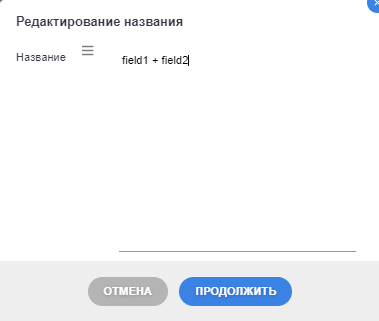 Редактирование названия
Название
field1 + field2
ОТМЕНА
ПРОДОЛЖИТЬ